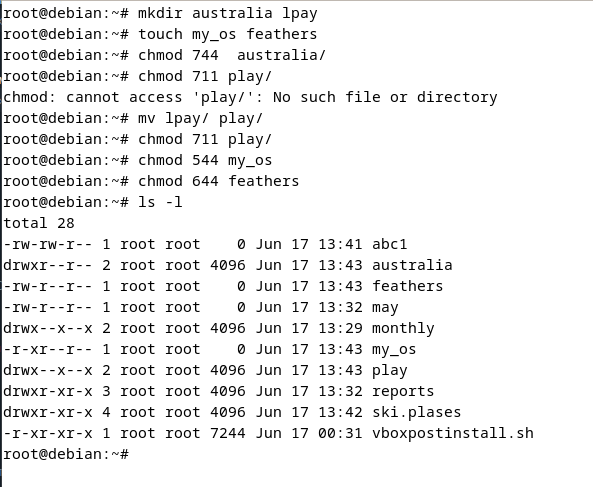 root@debian:~# mkdir australia lpay
root@debian:~# touch my_os feathers
root@debian:~# chmod 744  australia/
root@debian:~# chmod 711 play/
chmod: cannot access 'play/': No such file or directory
root@debian:~# mv lpay/ play/
root@debian:~# chmod 711 play/
root@debian:~# chmod 544 my_os
root@debian:~# chmod 644 feathers
root@debian:~# ls -l
total 28
-rw-rw-r-- 1 root root    0 Jun 17 13:41 abc1
drwxr--r-- 2 root root 4096 Jun 17 13:43 australia
-rw-r--r-- 1 root root    0 Jun 17 13:43 feathers
-rw-r--r-- 1 root root    0 Jun 17 13:32 may
drwx--x--x 2 root root 4096 Jun 17 13:29 monthly
-r-xr--r-- 1 root root    0 Jun 17 13:43 my_os
drwx--x--x 2 root root 4096 Jun 17 13:43 play
drwxr-xr-x 3 root root 4096 Jun 17 13:32 reports
drwxr-xr-x 4 root root 4096 Jun 17 13:42 ski.plases
-r-xr-xr-x 1 root root 7244 Jun 17 00:31 vboxpostinstall.sh
root@debian:~#